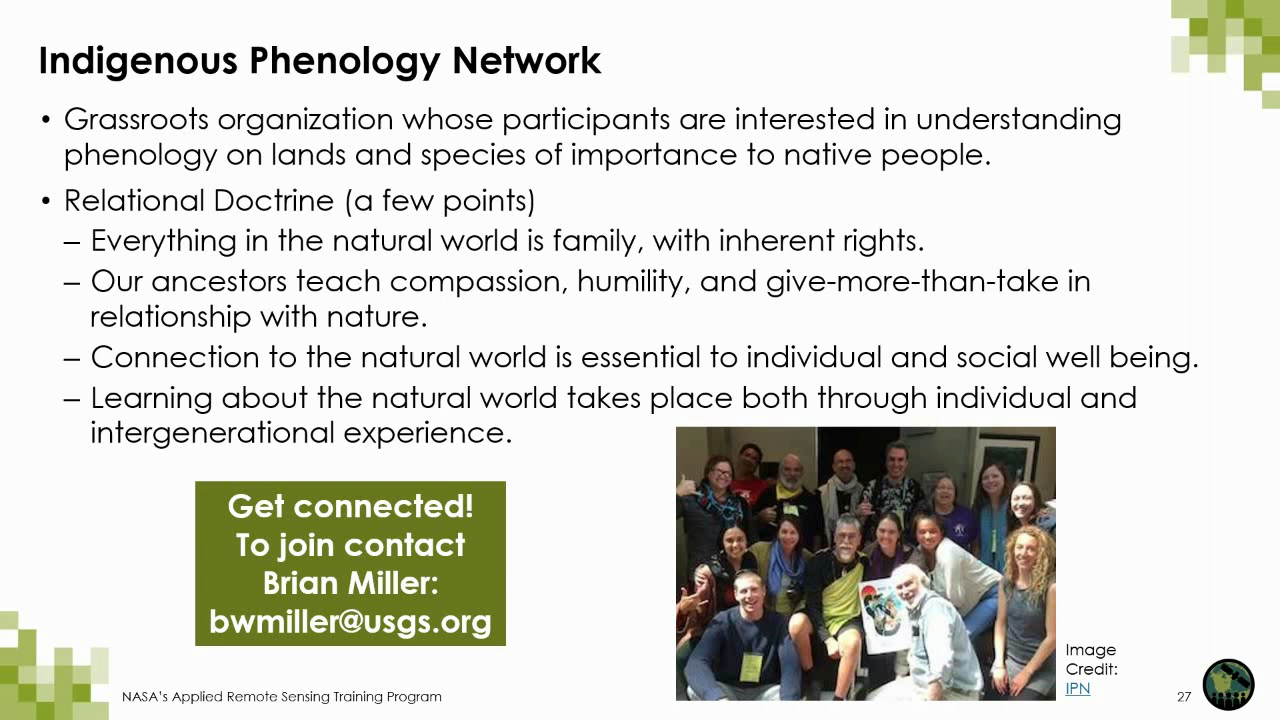 Indigenous Phenology Network
• Grassroots organization whose participants are interested in understanding
phenology on lands and species of importance to native people.
• Relational Doctrine (a few points)
– Everything in the natural world is family, with inherent rights.
– Our ancestors teach compassion, humility, and give-more-than-take in
relationship with nature.
– Connection to the natural world is essential to individual and social well being.
– Learning about the natural world takes place both through individual and
intergenerational experience.
Get connected!
To join contact
Brian Miller:
bwmiller@usgs.org
Image
Credit:
IPN
NASA's Applied Remote Sensing Training Program
27